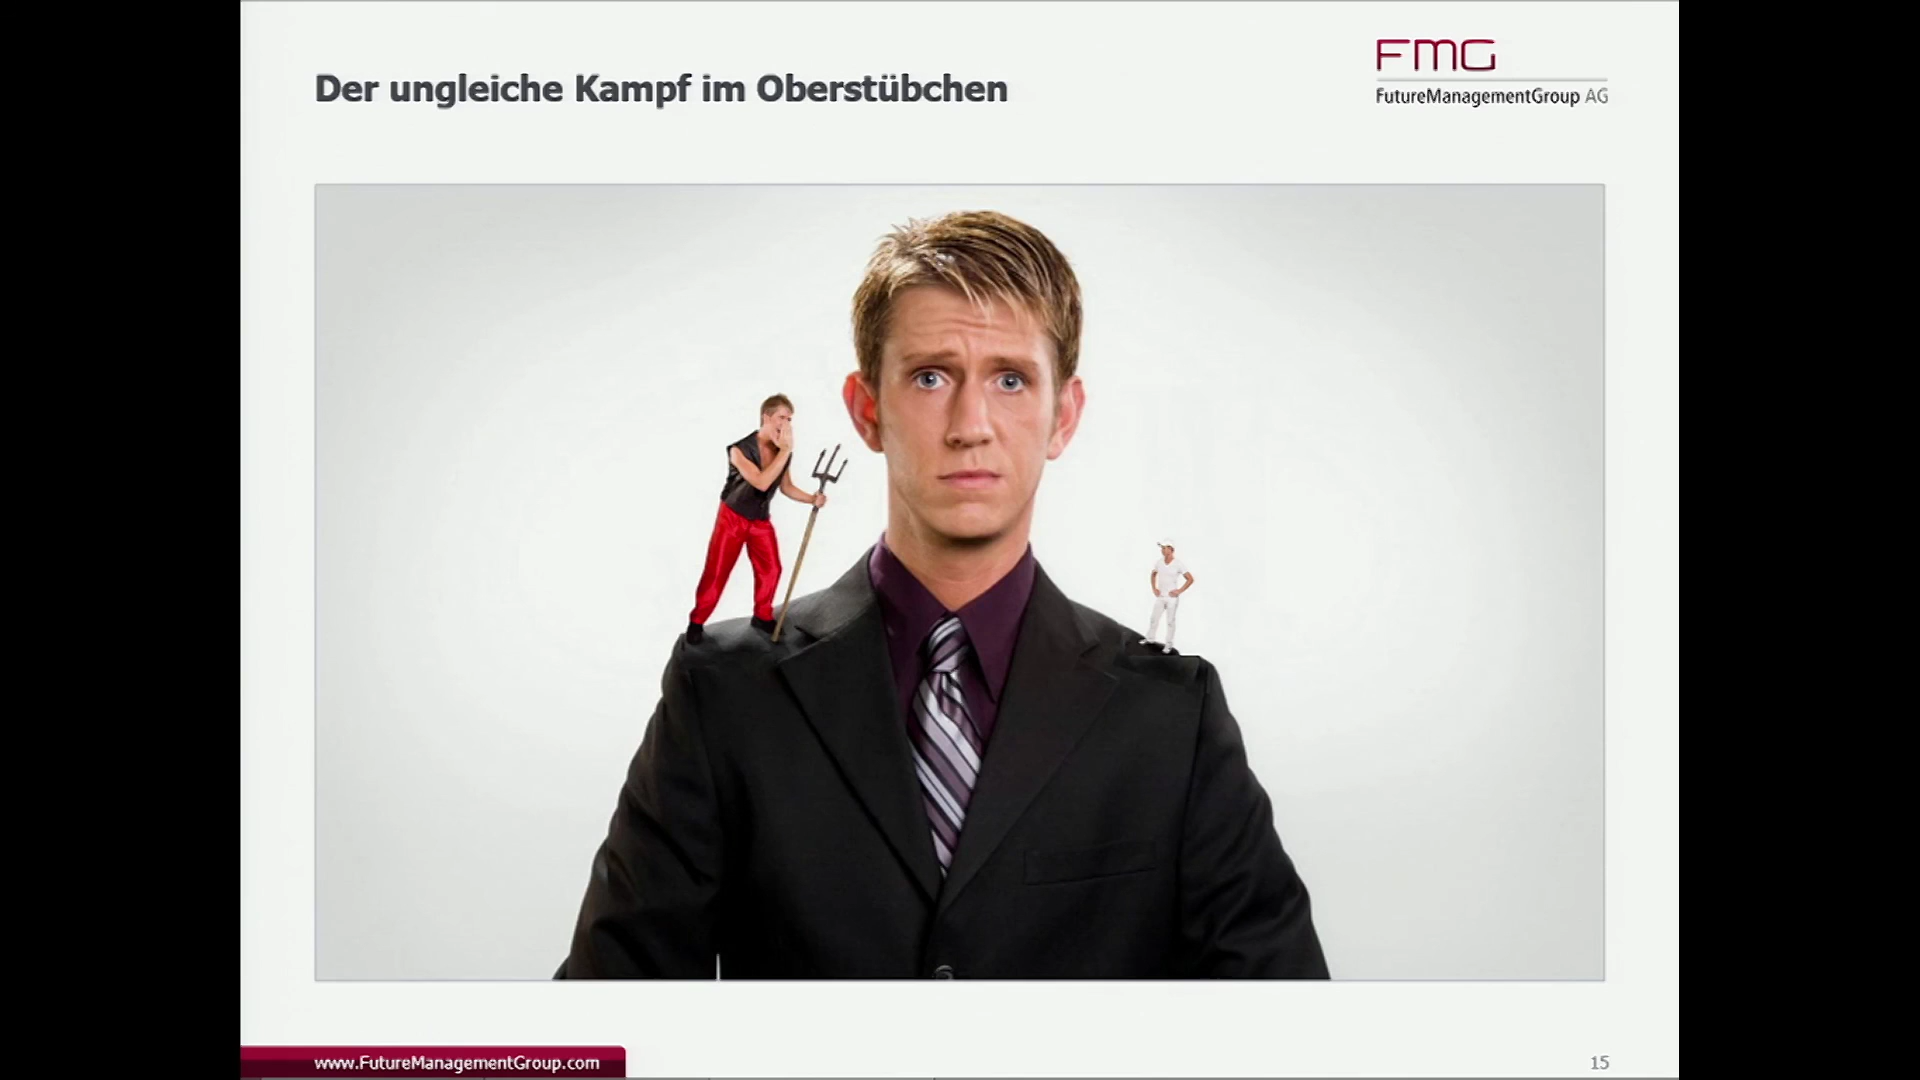 Der ungleiche Kampf im Oberstübchen
FMG
FutureManagementGroup AG
www.FutureManagementGroup.com
15